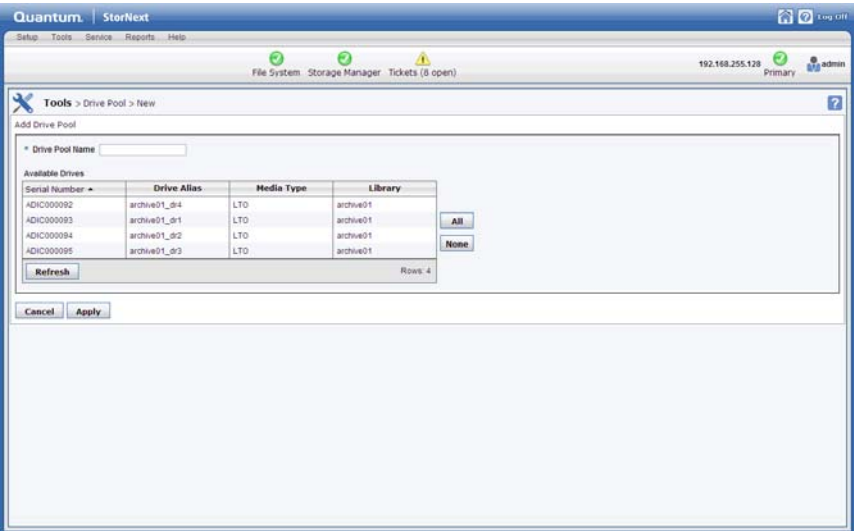 Quantum. StorNext Log Off
Setup Tools Service Reports Help
File System Storage Manager Tickets (8 open) 192.168.255.128 Primary admin
Tools > Drive Pool > New
Add Drive Pool
* Drive Pool Name
Available Drives
Serial Number Drive Alias Media Type Library
ADIC000092 archive01_dr4 LTO archive01
ADIC000093 archive01_dr1 LTO archive01
ADIC000094 archive01_dr2 LTO archive01
ADIC000095 archive01_dr3 LTO archive01
All
None
Refresh Rows: 4
Cancel Apply